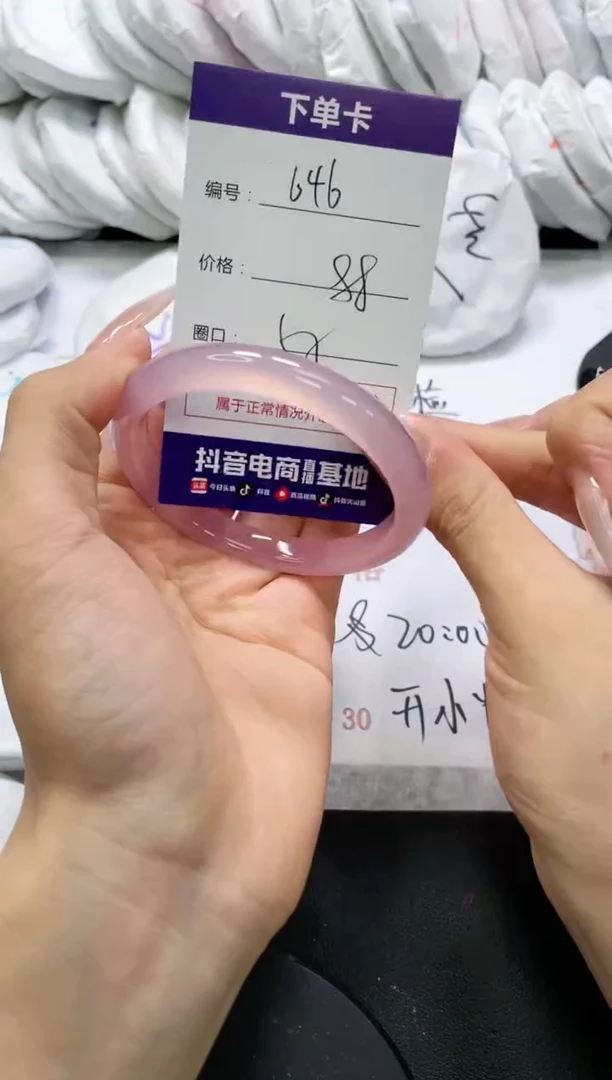 下单卡
编号: 646
价格: 88
圈口:
属于正常情况
抖音电商直播基地
今日头条 抖音 西瓜视频 抖音火山版
20:00
30 开小